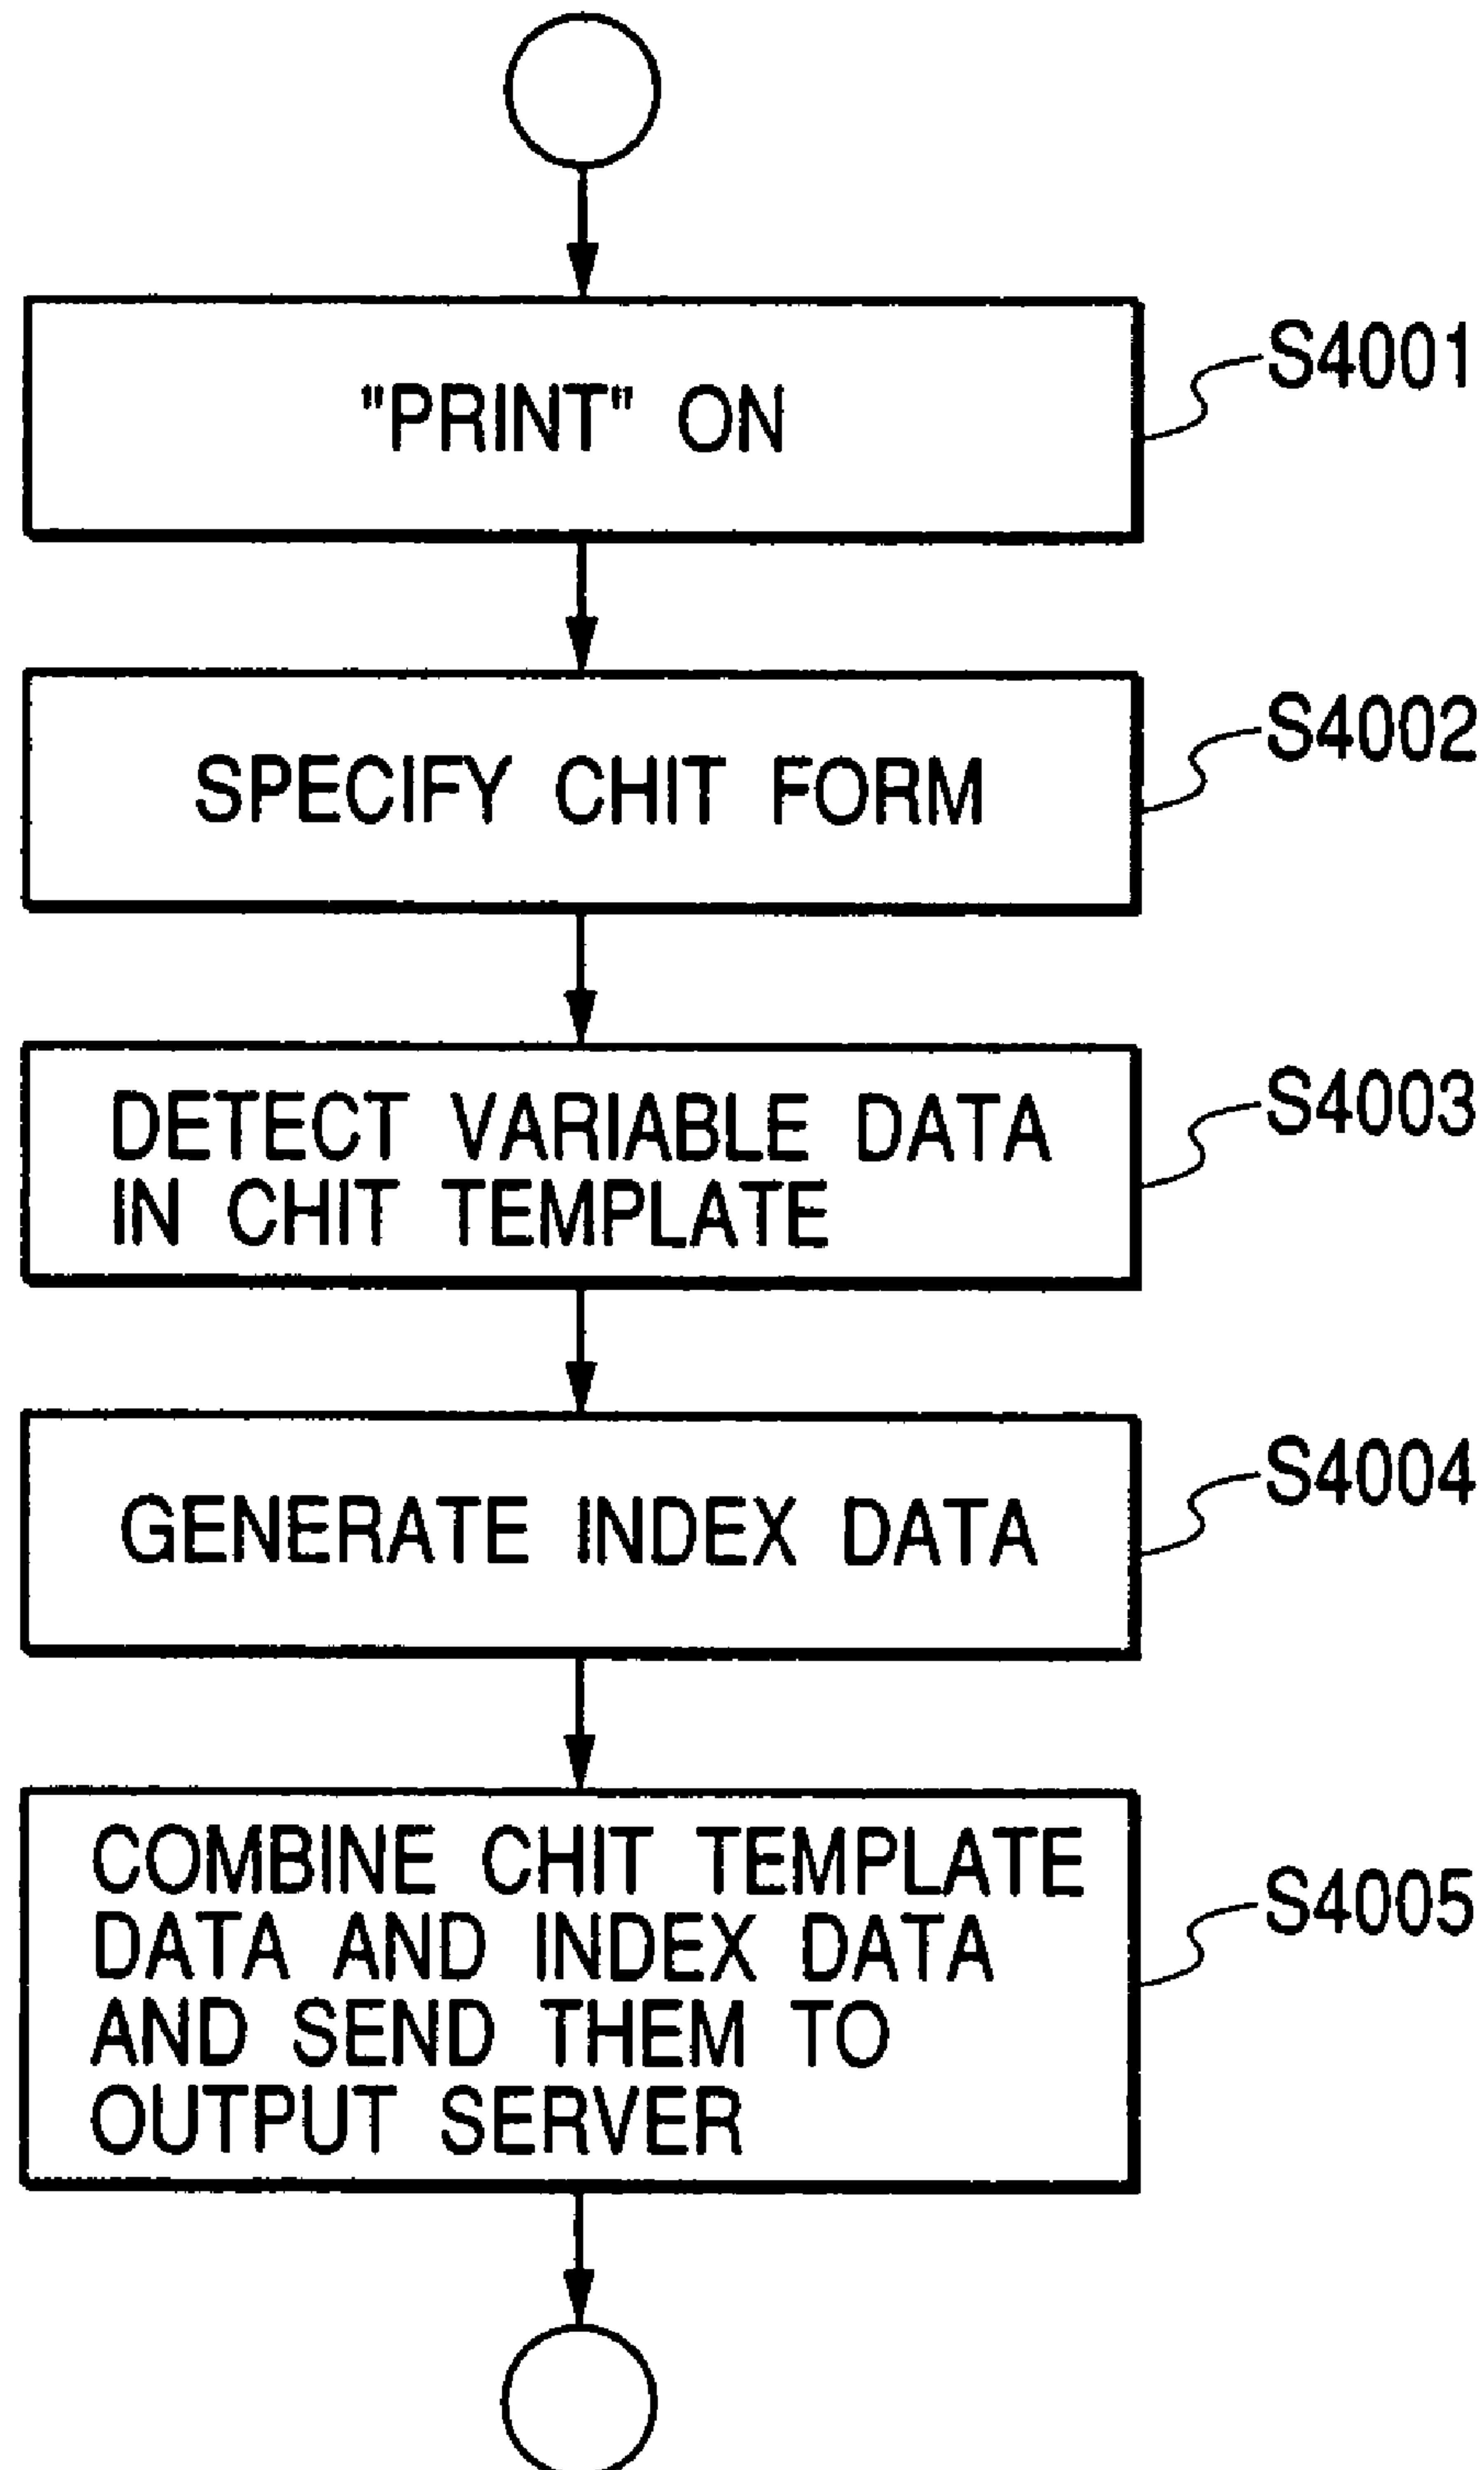 "PRINT" ON
S4001
SPECIFY CHIT FORM
S4002
DETECT VARIABLE DATA
IN CHIT TEMPLATE
S4003
GENERATE INDEX DATA
S4004
COMBINE CHIT TEMPLATE
DATA AND INDEX DATA
AND SEND THEM TO
OUTPUT SERVER
S4005